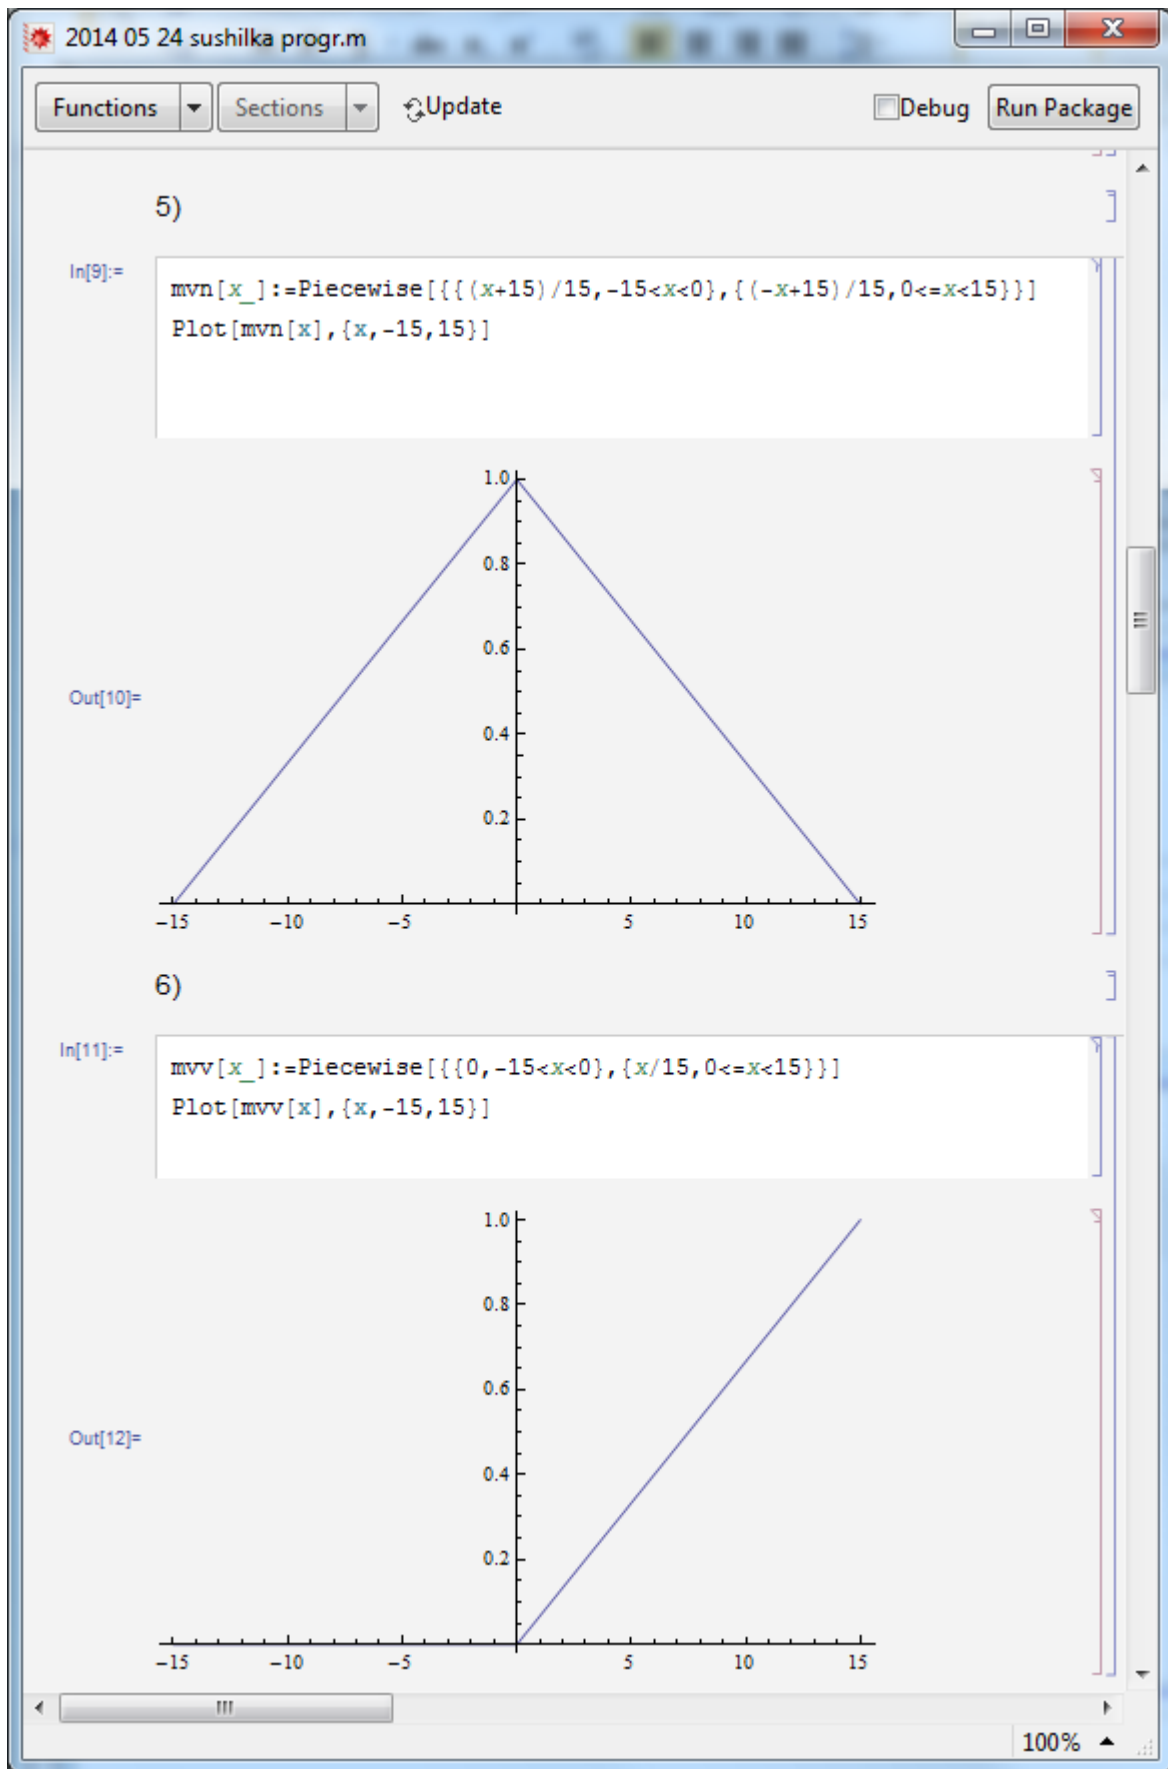 2014 05 24 sushilka progr.m
Functions Sections Update Debug Run Package
5)
In[9]:=
mvn[x_]:=Piecewise[{{(x+15)/15,-15<x<0},{(-x+15)/15,0<=x<15}}]
Plot[mvn[x],{x,-15,15}]
1.0
0.8
0.6
Out[10]=
0.4
0.2
-15 -10 -5 5 10 15
6)
In[11]:=
mvv[x_]:=Piecewise[{{0,-15<x<0},{x/15,0<=x<15}}]
Plot[mvv[x],{x,-15,15}]
1.0
0.8
0.6
Out[12]=
0.4
0.2
-15 -10 -5 5 10 15
100%